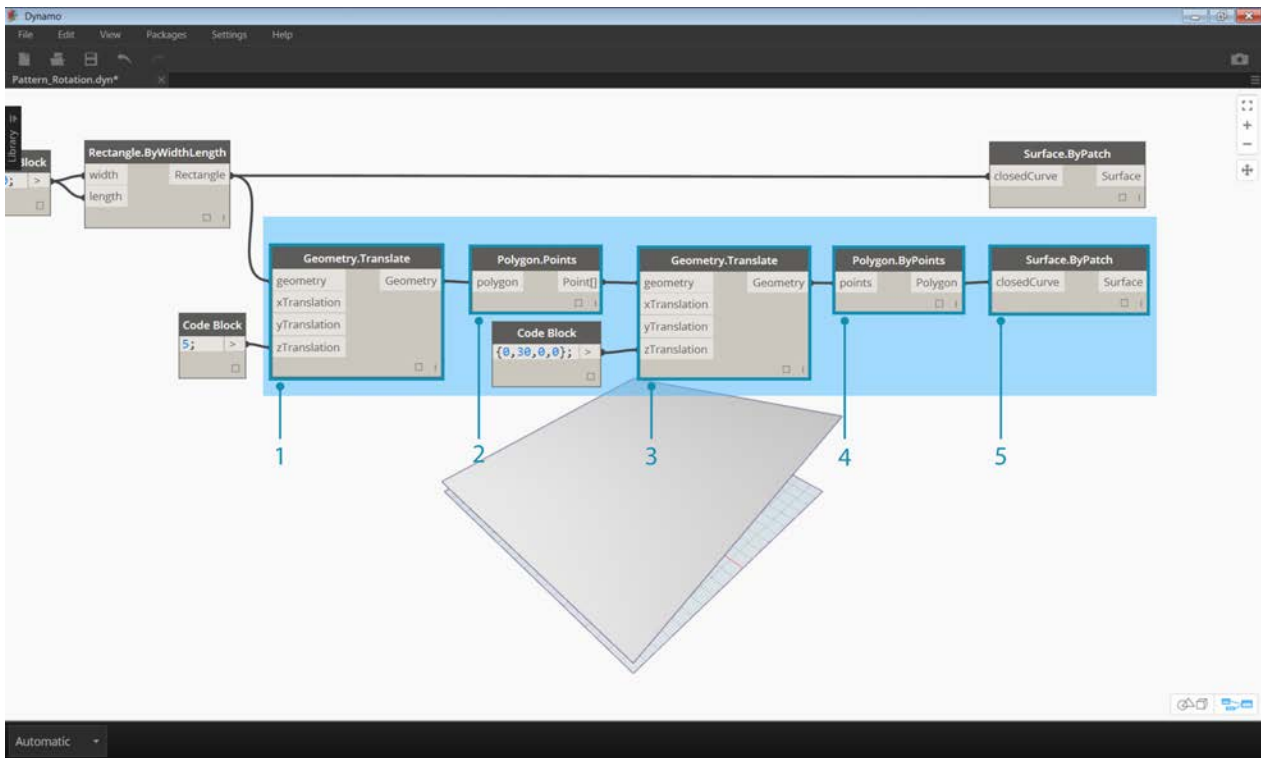 Dynamo
File Edit View Packages Settings Help
Pattern_Rotation.dyn*
Library
Block
Rectangle.ByWidthLength
width Rectangle
length
Surface.ByPatch
closedCurve Surface
Geometry.Translate
geometry Geometry
xTranslation
yTranslation
zTranslation
Code Block
5; >
Polygon.Points
polygon Point[]
Code Block
{0,30,0,0}; >
Geometry.Translate
geometry Geometry
xTranslation
yTranslation
zTranslation
Polygon.ByPoints
points Polygon
Surface.ByPatch
closedCurve Surface
1 2 3 4 5
Automatic